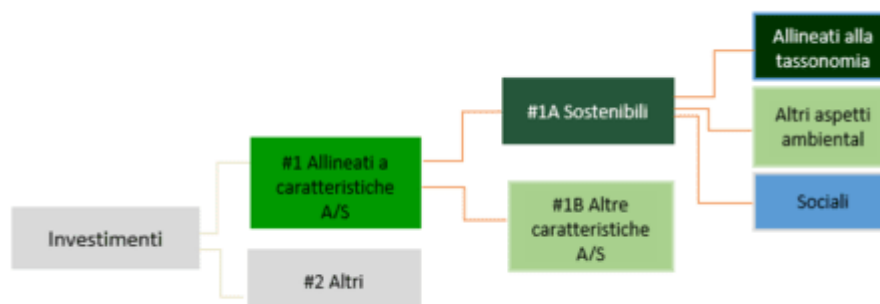 Investimenti
#1 Allineati a
caratteristiche
A/S
#2 Altri
#1A Sostenibili
#1B Altre
caratteristiche
A/S
Allineati alla
tassonomia
Altri aspetti
ambiental
Sociali